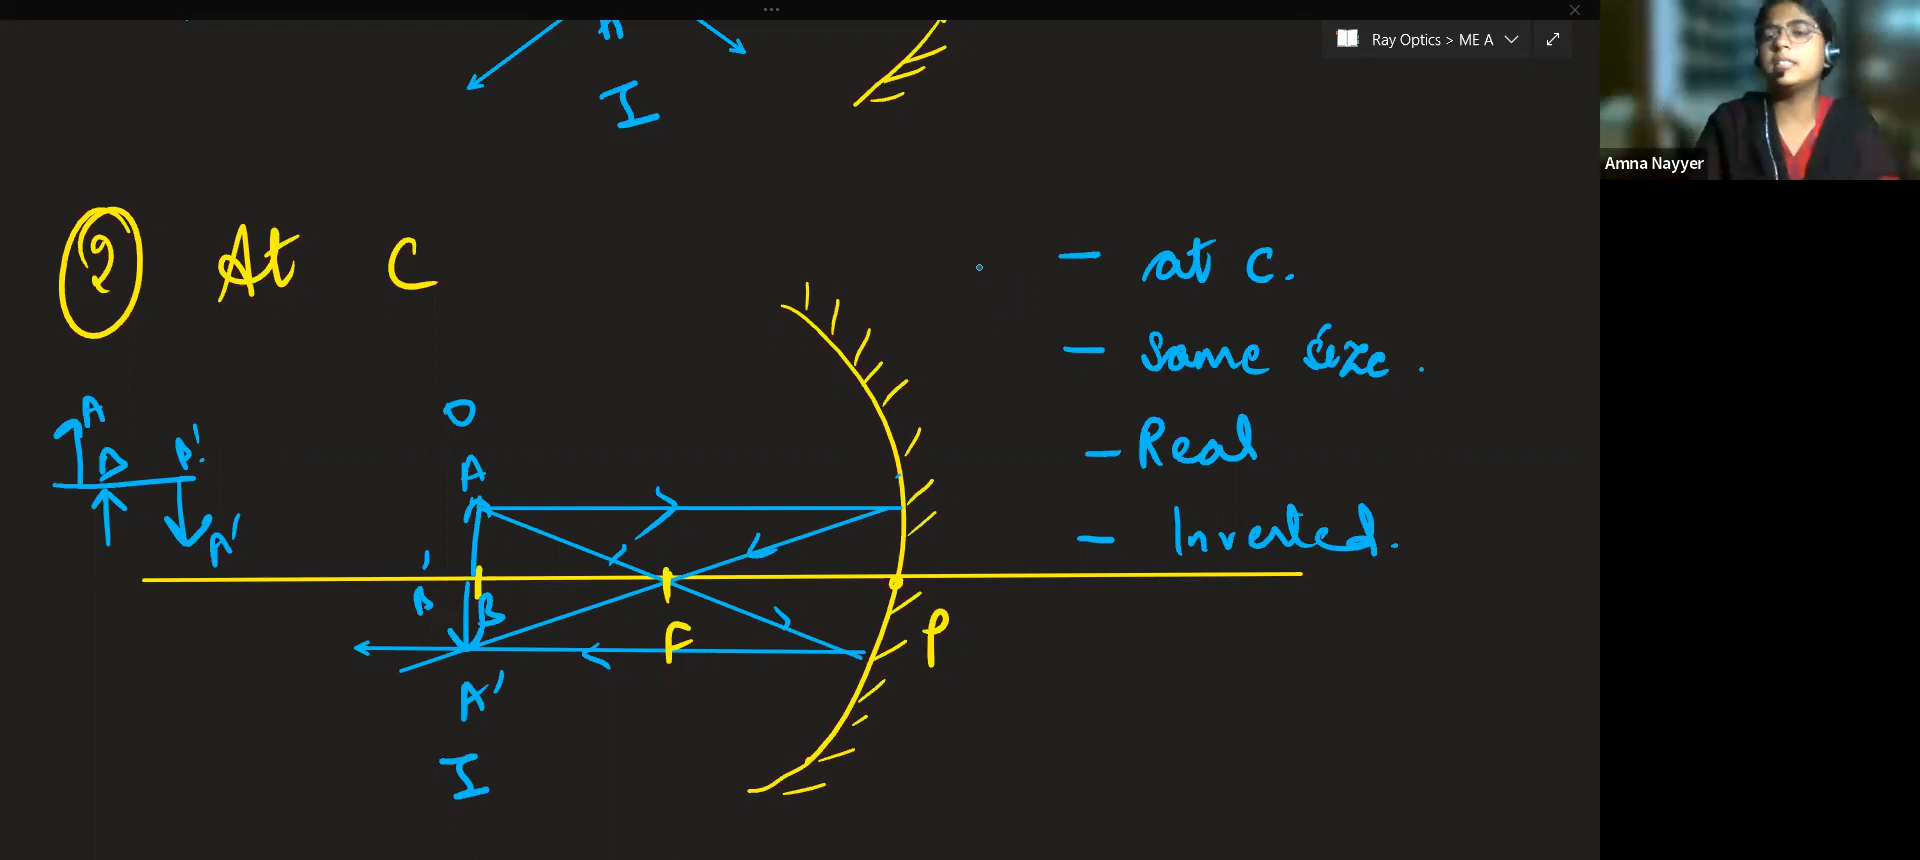 Ray Optics > ME A
Amna Nayyer
I
2 At C
- at c.
- same size.
- Real
- Inverted.
A
B'
A'
O
A
B'
B
F
P
A'
I